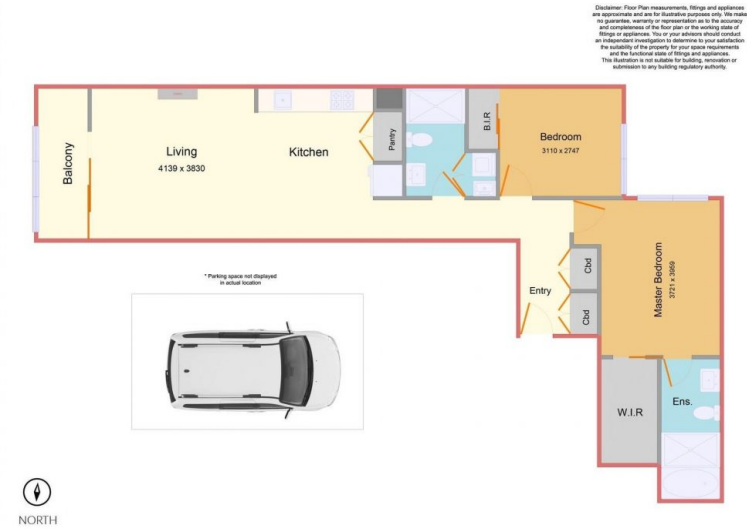 Disclaimer: Floor Plan measurements, fittings and appliances
are approximate and are for illustrative purposes only. We make
no guarantee, warranty or representation as to the accuracy
and completeness of the floor plan or the working state of
fittings or appliances. You or your advisors should conduct
an independant investigation to determine to your satisfaction
the suitability of the property for your space requirements
and the functional state of fittings and appliances.
This illustration is not suitable for building, renovation or
submission to any building regulatory authority.
Balcony
Living
4139 x 3830
Kitchen
Pantry
B.I.R
Bedroom
3110 x 2747
Master Bedroom
3721 x 3959
Cbd
Entry
Cbd
* Parking space not displayed
in actual location
W.I.R
Ens.
NORTH